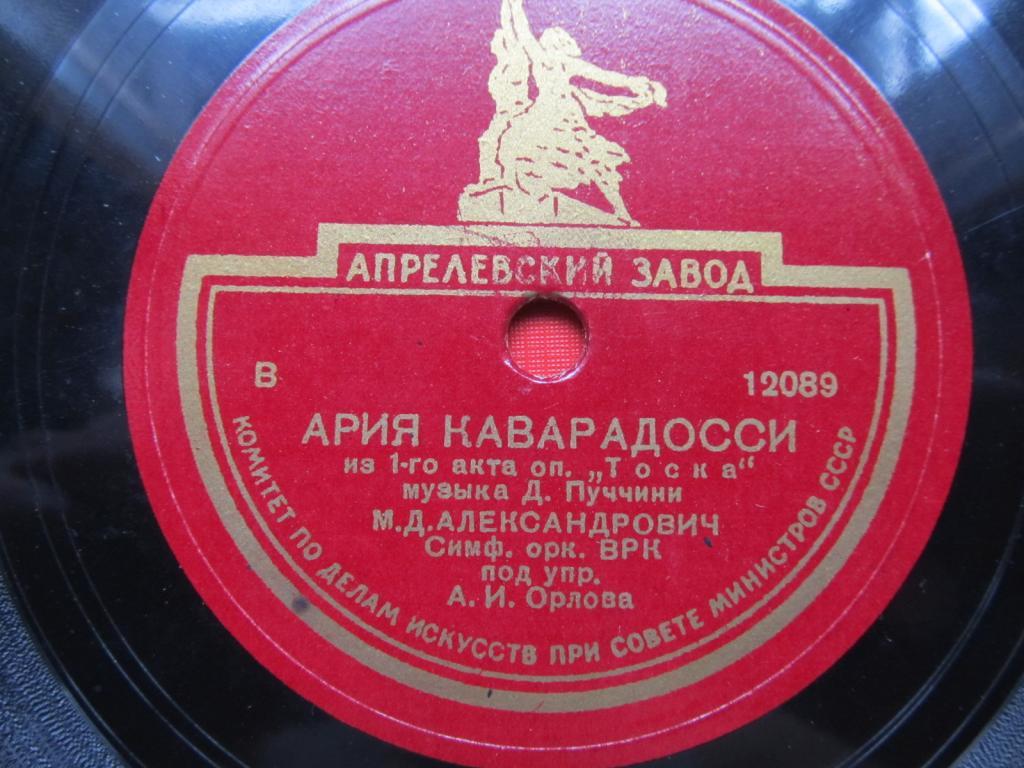 АПРЕЛЕВСКИЙ ЗАВОД
В 12089
АРИЯ КАВАРАДОССИ
из 1-го акта оп. „Тоска“
музыка Д. Пуччини
М.Д.АЛЕКСАНДРОВИЧ
Симф. орк. ВРК
под упр.
А. И. Орлова
КОМИТЕТ ПО ДЕЛАМ ИСКУССТВ ПРИ СОВЕТЕ МИНИСТРОВ СССР